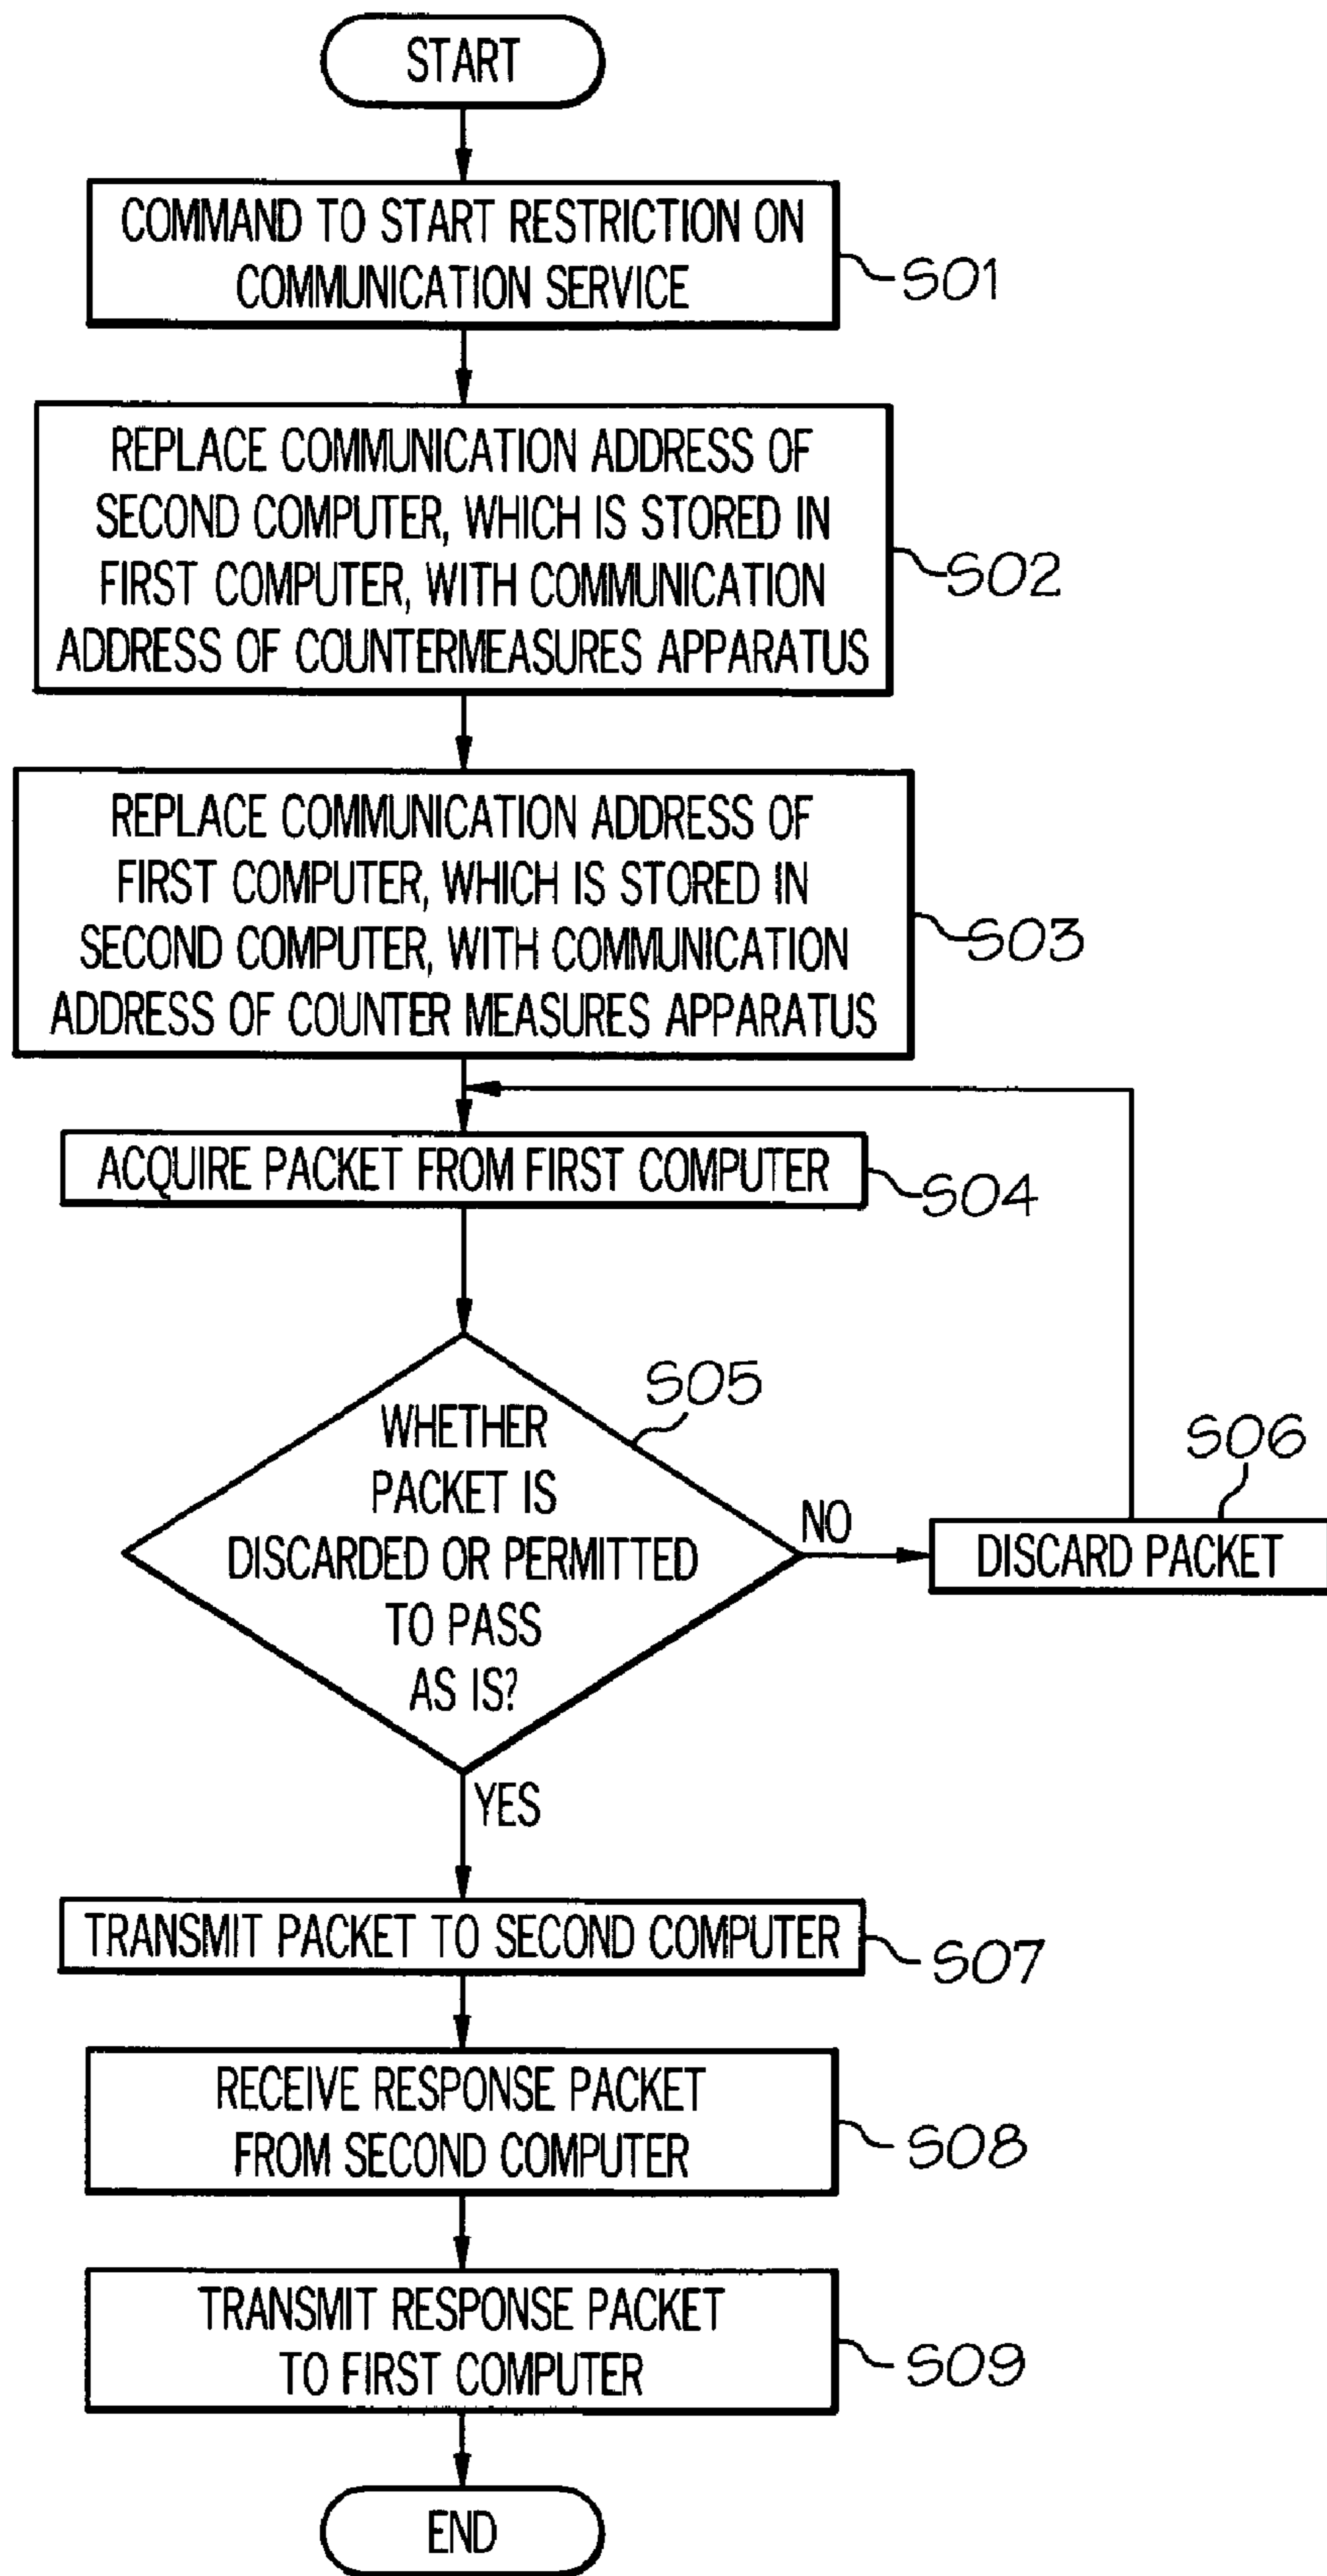 START
COMMAND TO START RESTRICTION ON
COMMUNICATION SERVICE
S01
REPLACE COMMUNICATION ADDRESS OF
SECOND COMPUTER, WHICH IS STORED IN
FIRST COMPUTER, WITH COMMUNICATION
ADDRESS OF COUNTERMEASURES APPARATUS
S02
REPLACE COMMUNICATION ADDRESS OF
FIRST COMPUTER, WHICH IS STORED IN
SECOND COMPUTER, WITH COMMUNICATION
ADDRESS OF COUNTER MEASURES APPARATUS
S03
ACQUIRE PACKET FROM FIRST COMPUTER
S04
S05
WHETHER
PACKET IS
DISCARDED OR PERMITTED
TO PASS
AS IS?
NO
S06
DISCARD PACKET
YES
TRANSMIT PACKET TO SECOND COMPUTER
S07
RECEIVE RESPONSE PACKET
FROM SECOND COMPUTER
S08
TRANSMIT RESPONSE PACKET
TO FIRST COMPUTER
S09
END